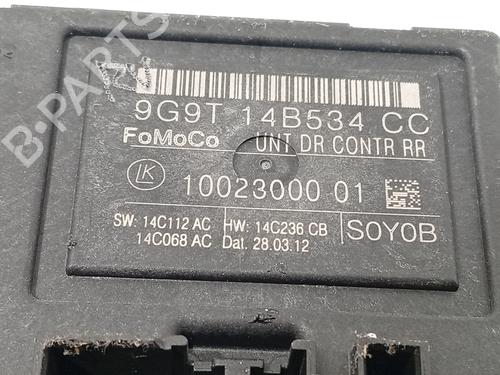 9G9T 14B534 CC
FoMoCo UNT DR CONTR RR
LK 10023000 01
SW: 14C112 AC HW: 14C236 CB S0Y0B
14C068 AC Dat. 28.03.12
B-PARTS